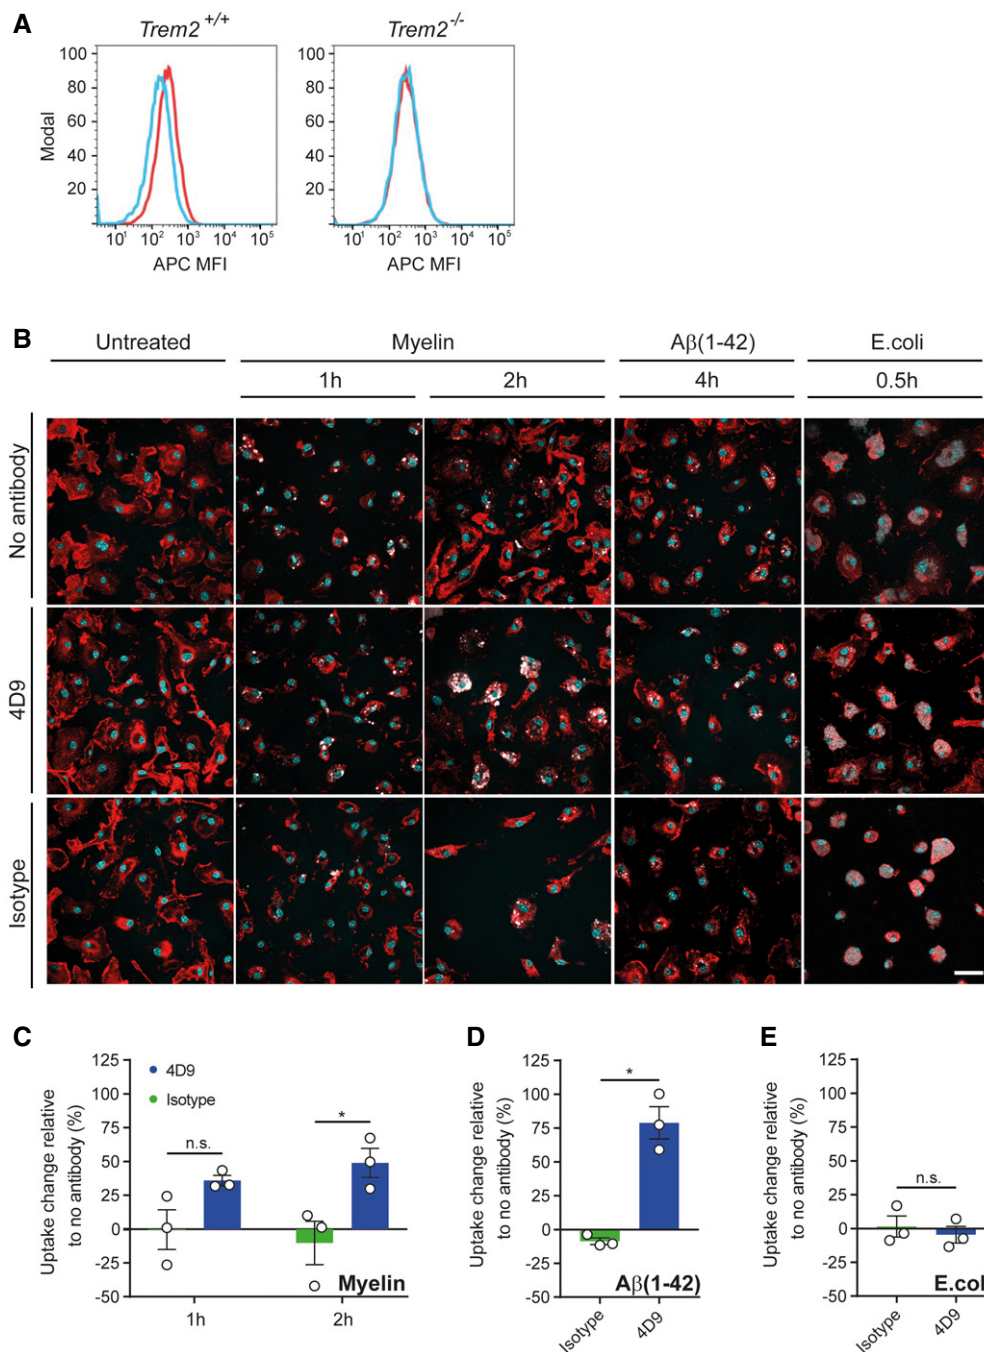 A
Trem2 +/+
Trem2 -/-
Modal
100
80
60
40
20
10¹ 10² 10³ 10⁴ 10⁵
APC MFI
100
80
60
40
20
10¹ 10² 10³ 10⁴ 10⁵
APC MFI
B
Untreated
Myelin
Aβ(1-42)
E.coli
1h
2h
4h
0.5h
No antibody
4D9
Isotype
C
Uptake change relative
to no antibody (%)
125
100
75
50
25
0
-25
-50
4D9
Isotype
n.s.
*
1h
2h
Myelin
D
Uptake change relative
to no antibody (%)
125
100
75
50
25
0
-25
-50
*
Aβ(1-42)
Isotype
4D9
E
Uptake change relative
to no antibody (%)
125
100
75
50
25
0
-25
-50
n.s.
E.coli
Isotype
4D9